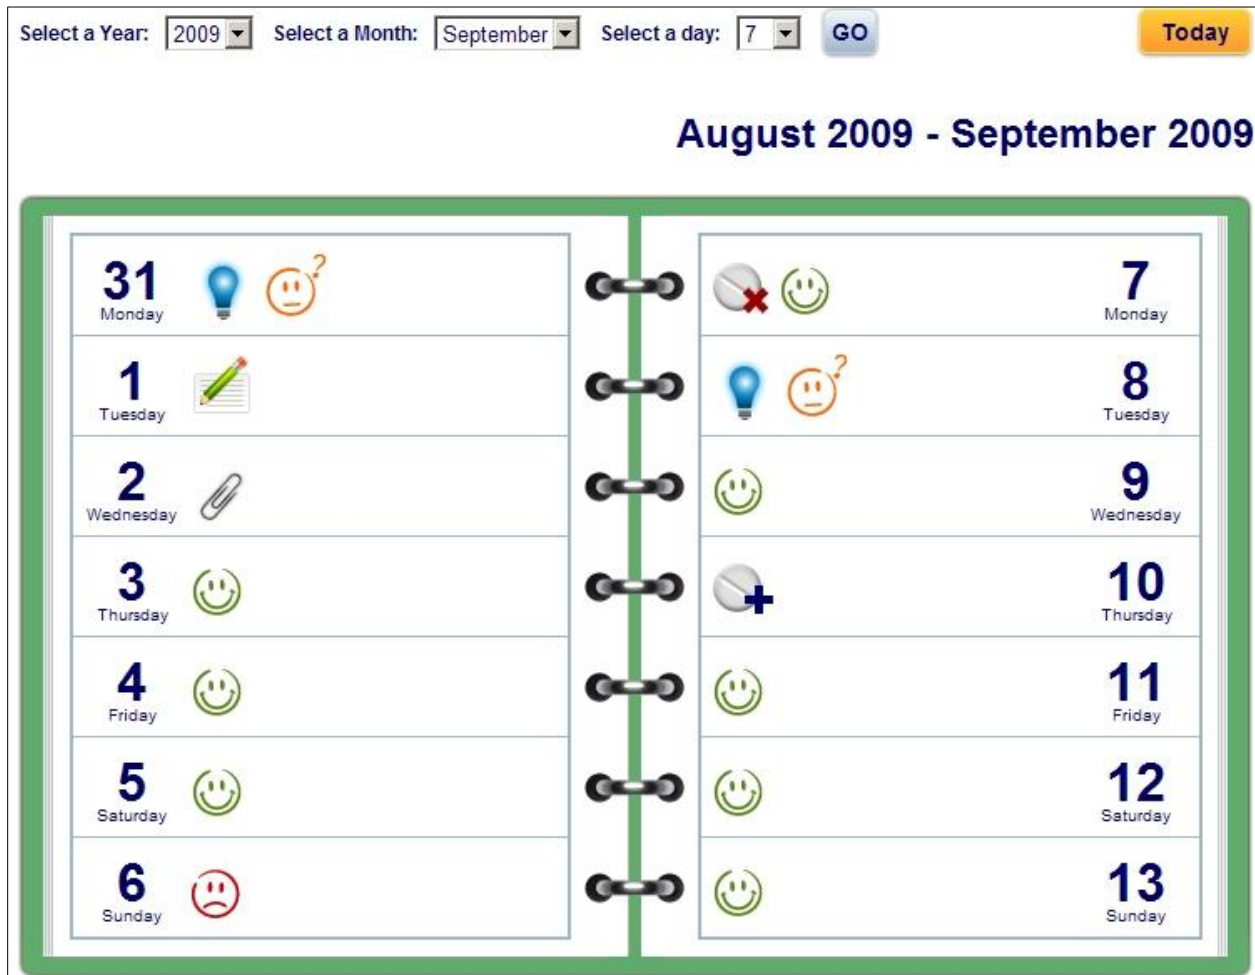 Select a Year: 2009 Select a Month: September Select a day: 7 GO Today
August 2009 - September 2009
31
Monday
1
Tuesday
2
Wednesday
3
Thursday
4
Friday
5
Saturday
6
Sunday
7
Monday
?
8
Tuesday
9
Wednesday
10
Thursday
11
Friday
12
Saturday
13
Sunday